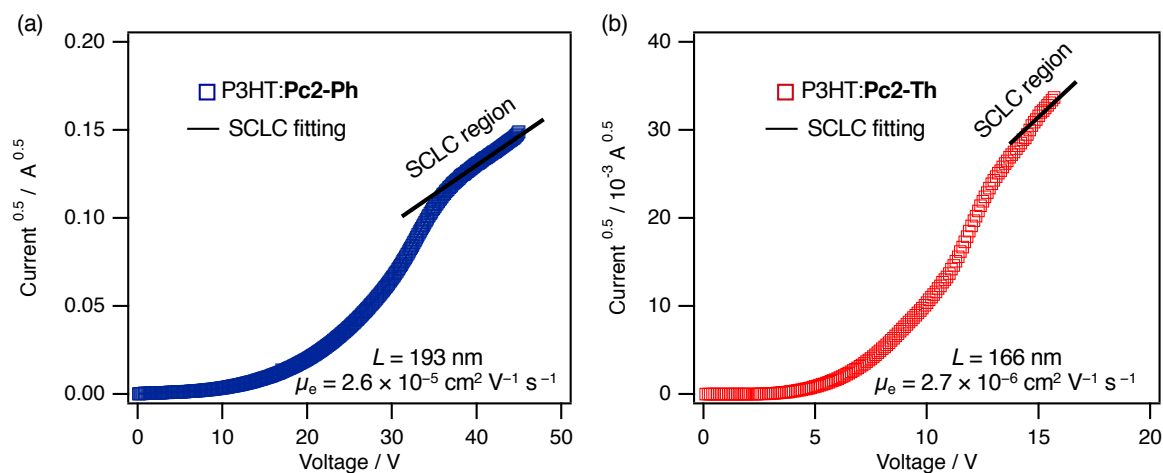 (a)
0.20
0.15
0.10
0.05
0.00
Current^0.5 / A^0.5
P3HT:Pc2-Ph
SCLC fitting
SCLC region
L = 193 nm
μe = 2.6 × 10⁻⁵ cm² V⁻¹ s⁻¹
0 10 20 30 40 50
Voltage / V
(b)
40
30
20
10
0
Current^0.5 / 10⁻³ A^0.5
P3HT:Pc2-Th
SCLC fitting
SCLC region
L = 166 nm
μe = 2.7 × 10⁻⁶ cm² V⁻¹ s⁻¹
0 5 10 15 20
Voltage / V